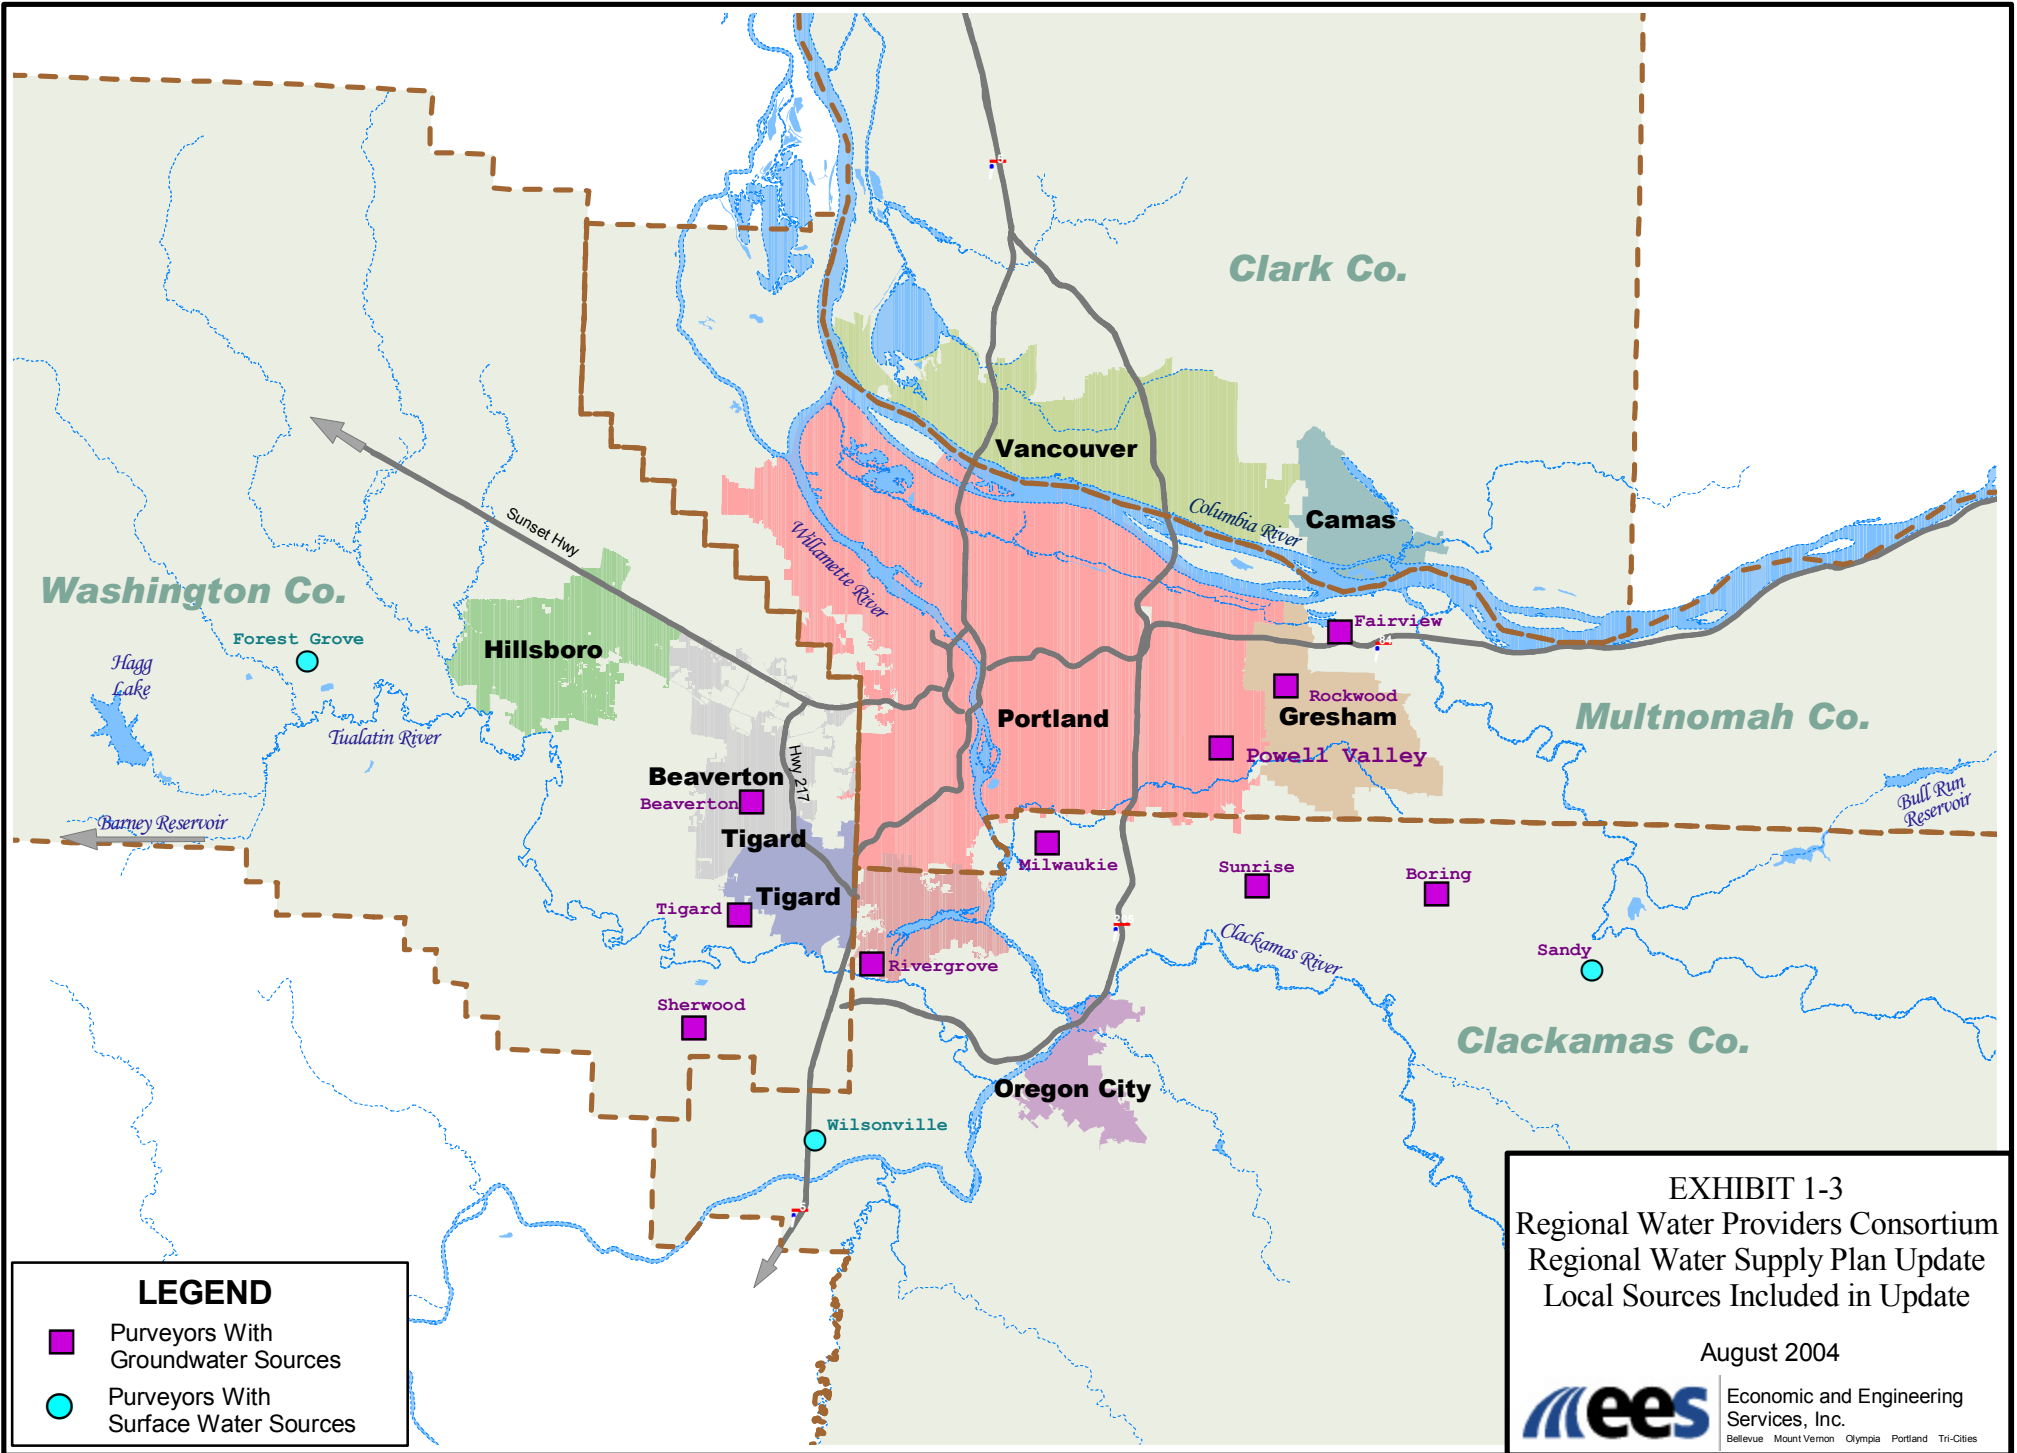 Clark Co.
Vancouver
Columbia River
Camas
Sunset Hwy
Willamette River
Washington Co.
Forest Grove
Hagg
Lake
Hillsboro
Fairview
84
Rockwood
Gresham
Portland
Multnomah Co.
Tualatin River
Powell Valley
Hwy 217
Beaverton
Beaverton
Bull Run
Reservoir
Barney Reservoir
Tigard
Milwaukie
Sunrise
Boring
Tigard
Tigard
Clackamas River
Sandy
Rivergrove
Sherwood
Clackamas Co.
Oregon City
Wilsonville
5
EXHIBIT 1-3
Regional Water Providers Consortium
Regional Water Supply Plan Update
Local Sources Included in Update
August 2004
ees
Economic and Engineering
Services, Inc.
Bellevue Mount Vernon Olympia Portland Tri-Cities
LEGEND
Purveyors With
Groundwater Sources
Purveyors With
Surface Water Sources